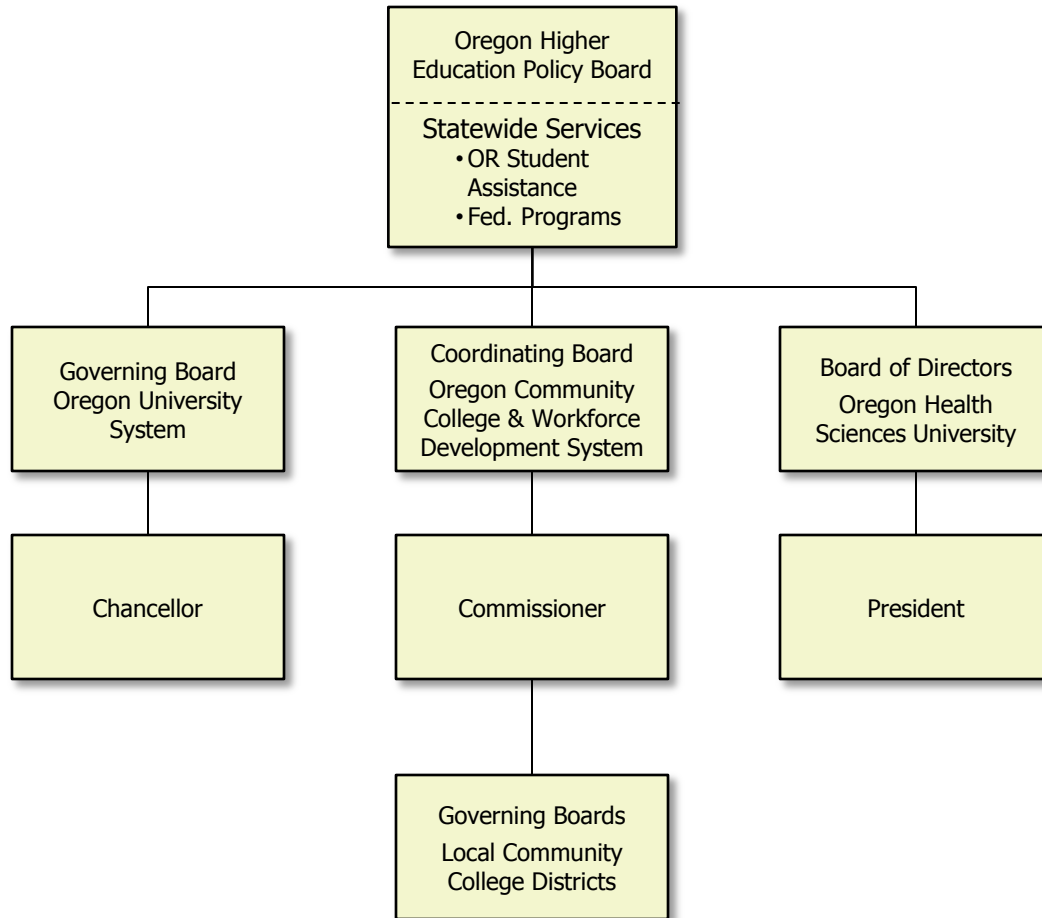 Oregon Higher
Education Policy Board
Statewide Services
• OR Student
Assistance
• Fed. Programs
Governing Board
Oregon University
System
Coordinating Board
Oregon Community
College & Workforce
Development System
Board of Directors
Oregon Health
Sciences University
Chancellor
Commissioner
President
Governing Boards
Local Community
College Districts